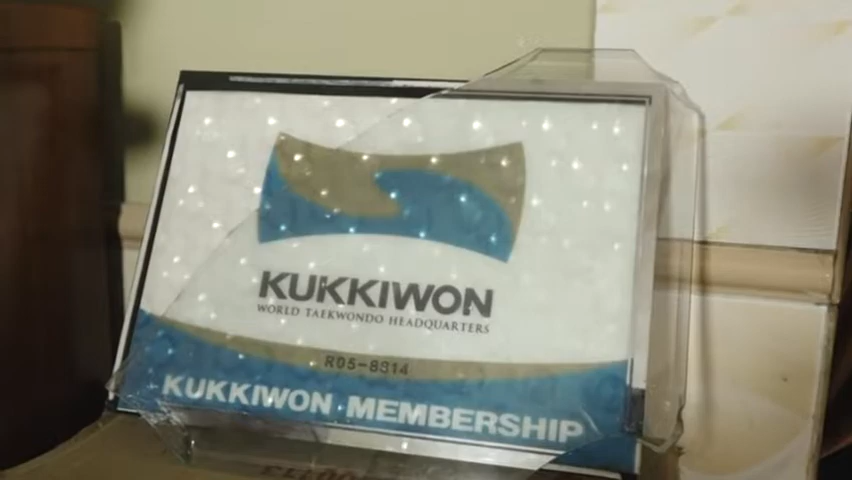 KUKKIWON
WORLD TAEKWONDO HEADQUARTERS
R05-8814
KUKKIWON MEMBERSHIP